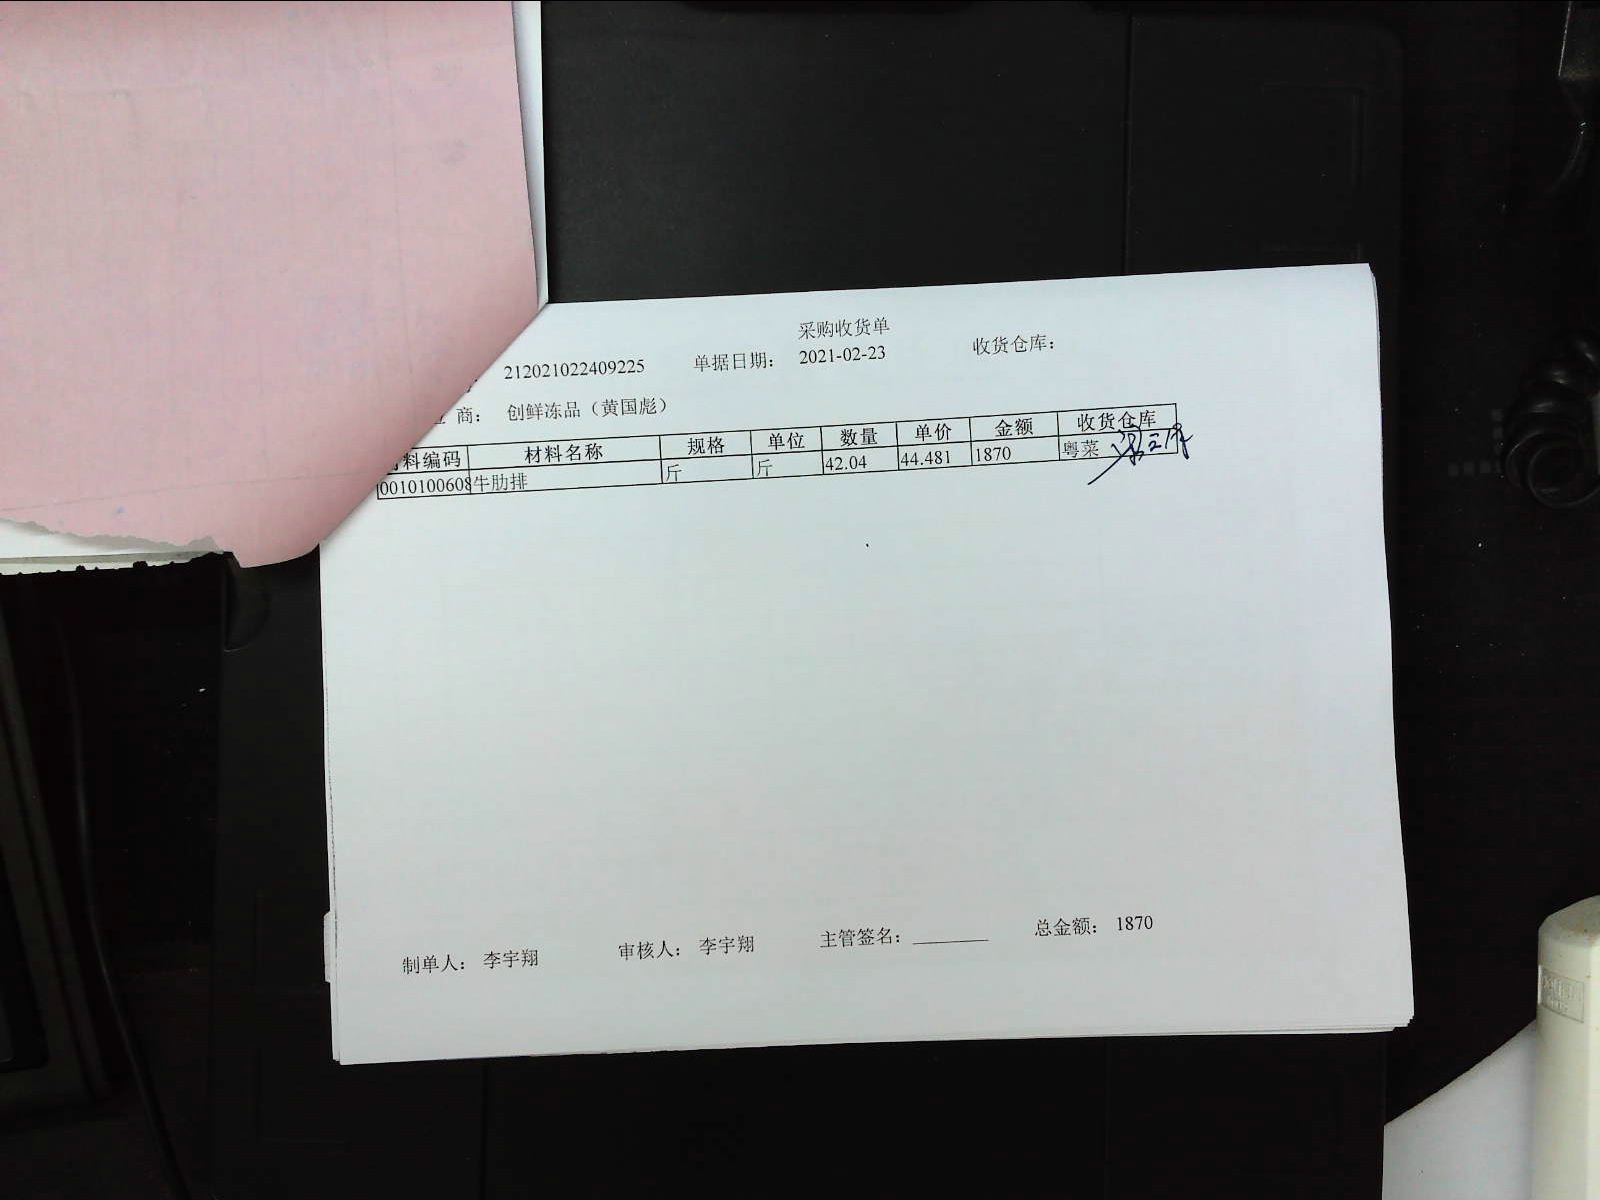 采购收货单
212021022409225 单据日期： 2021-02-23 收货仓库：
商： 创鲜冻品（黄国彪）
料编码 材料名称 规格 单位 数量 单价 金额 收货仓库
0010100608 牛肋排 斤 斤 42.04 44.481 1870 粤菜
制单人： 李宇翔 审核人： 李宇翔 主管签名： 总金额： 1870